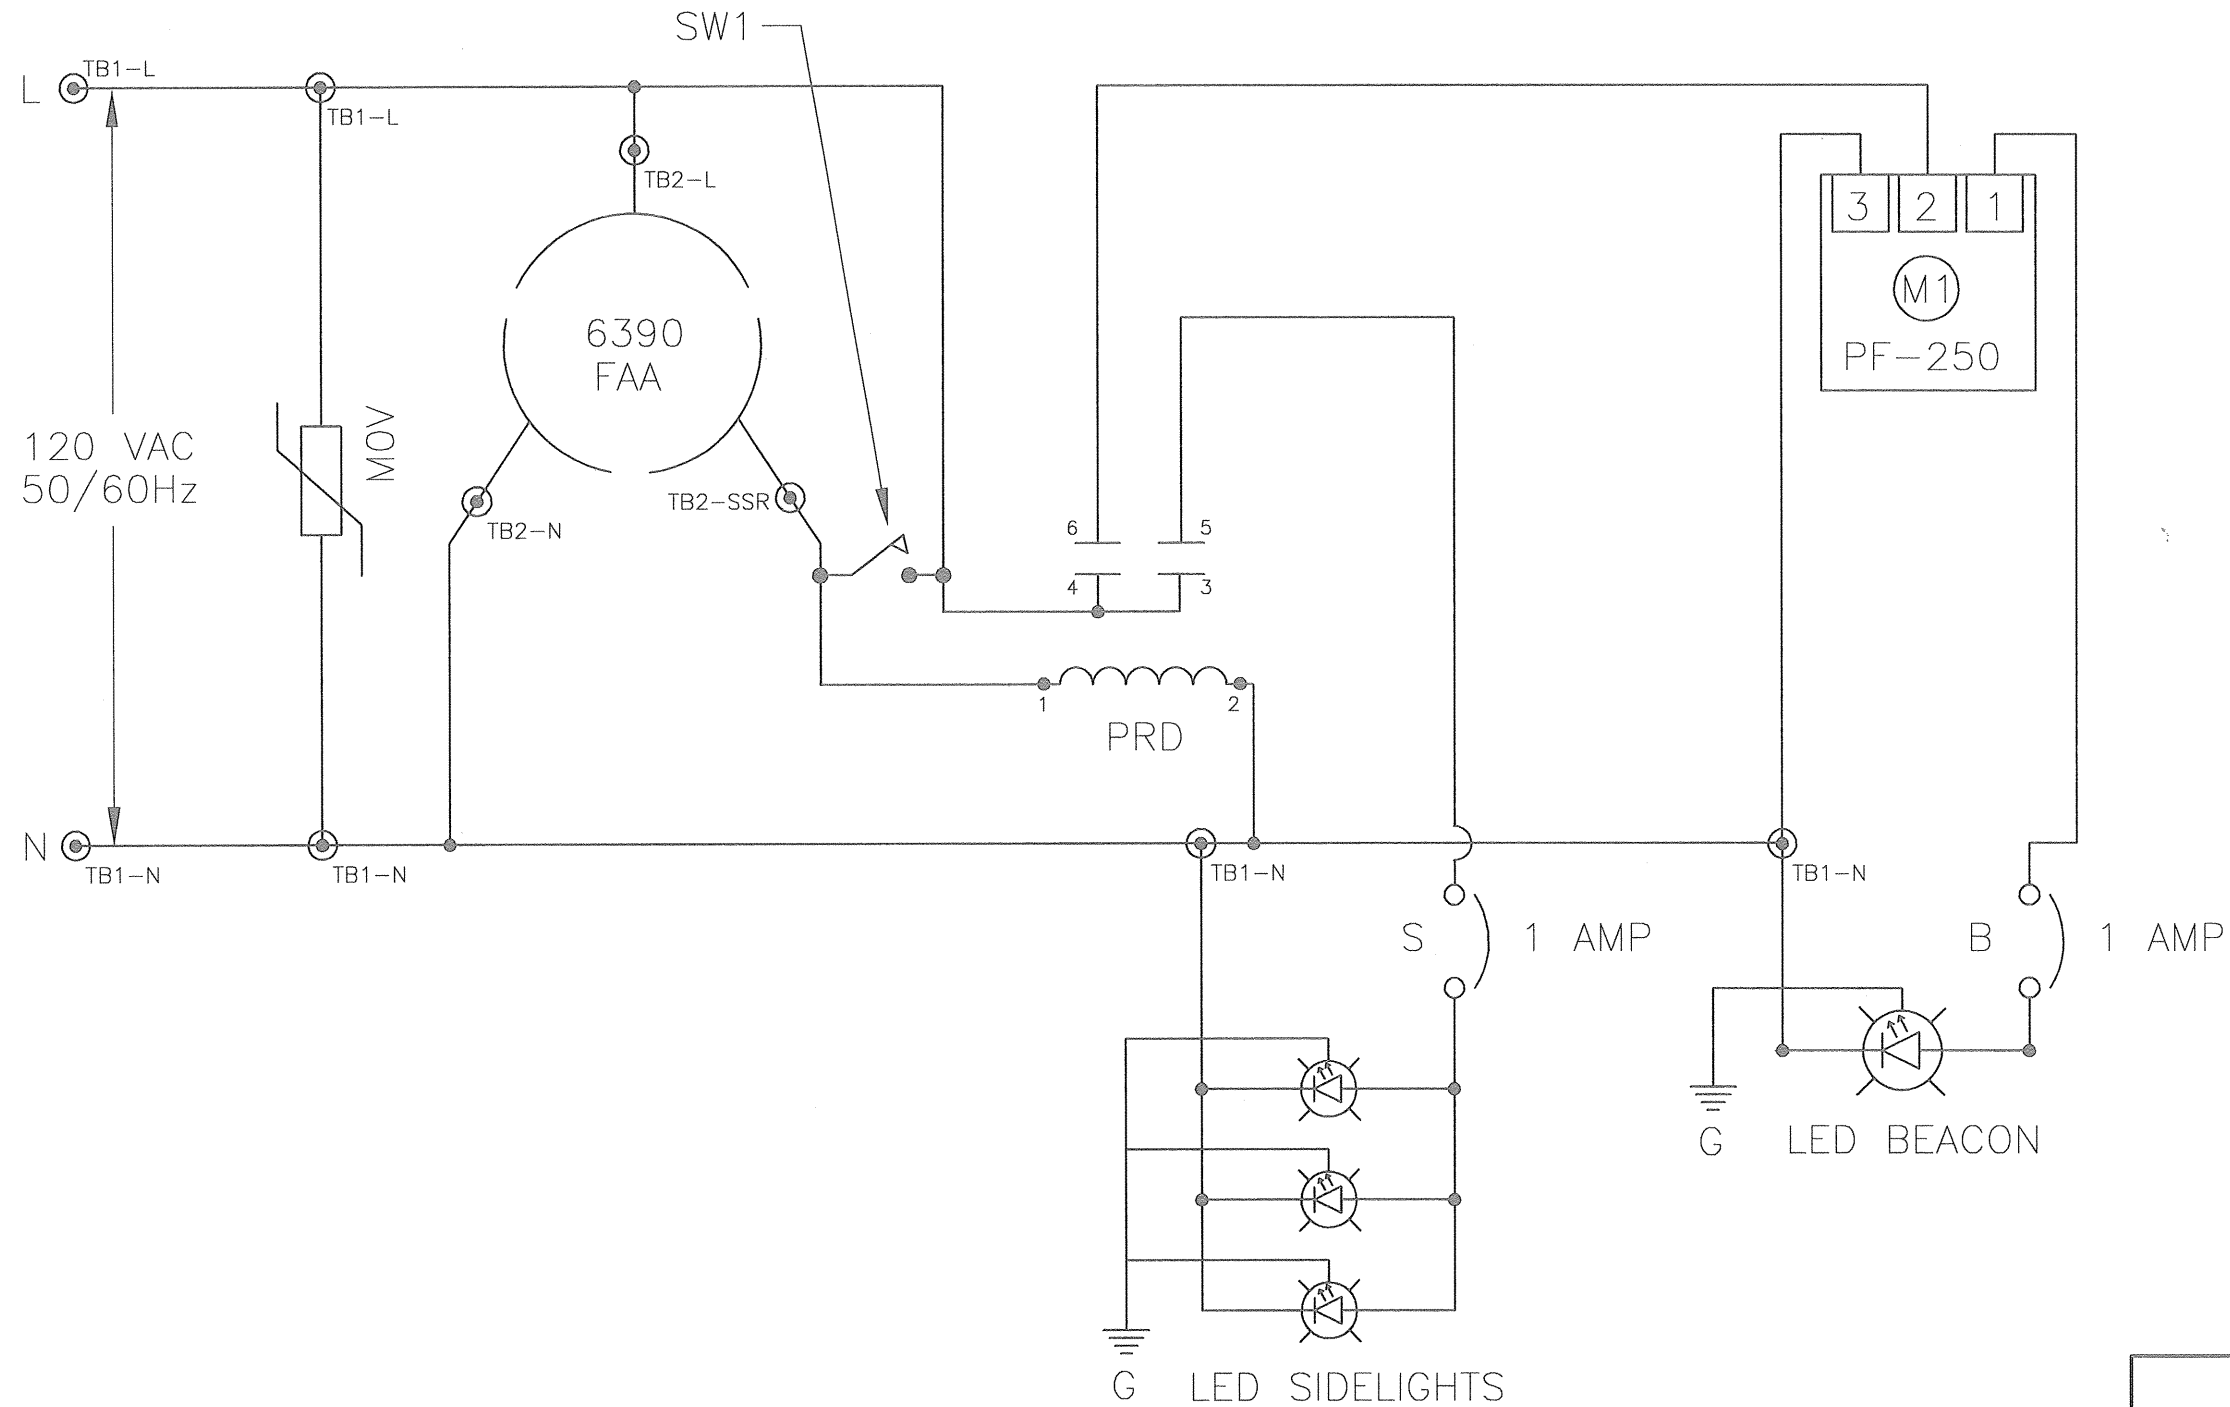 SW1
L
TB1-L
TB1-L
TB2-L
3 2 1
M1
PF-250
6390
FAA
120 VAC
50/60Hz
MOV
TB2-N
TB2-SSR
6
5
4
3
1
2
PRD
N
TB1-N
TB1-N
TB1-N
TB1-N
S
1 AMP
B
1 AMP
G
LED BEACON
G
LED SIDELIGHTS